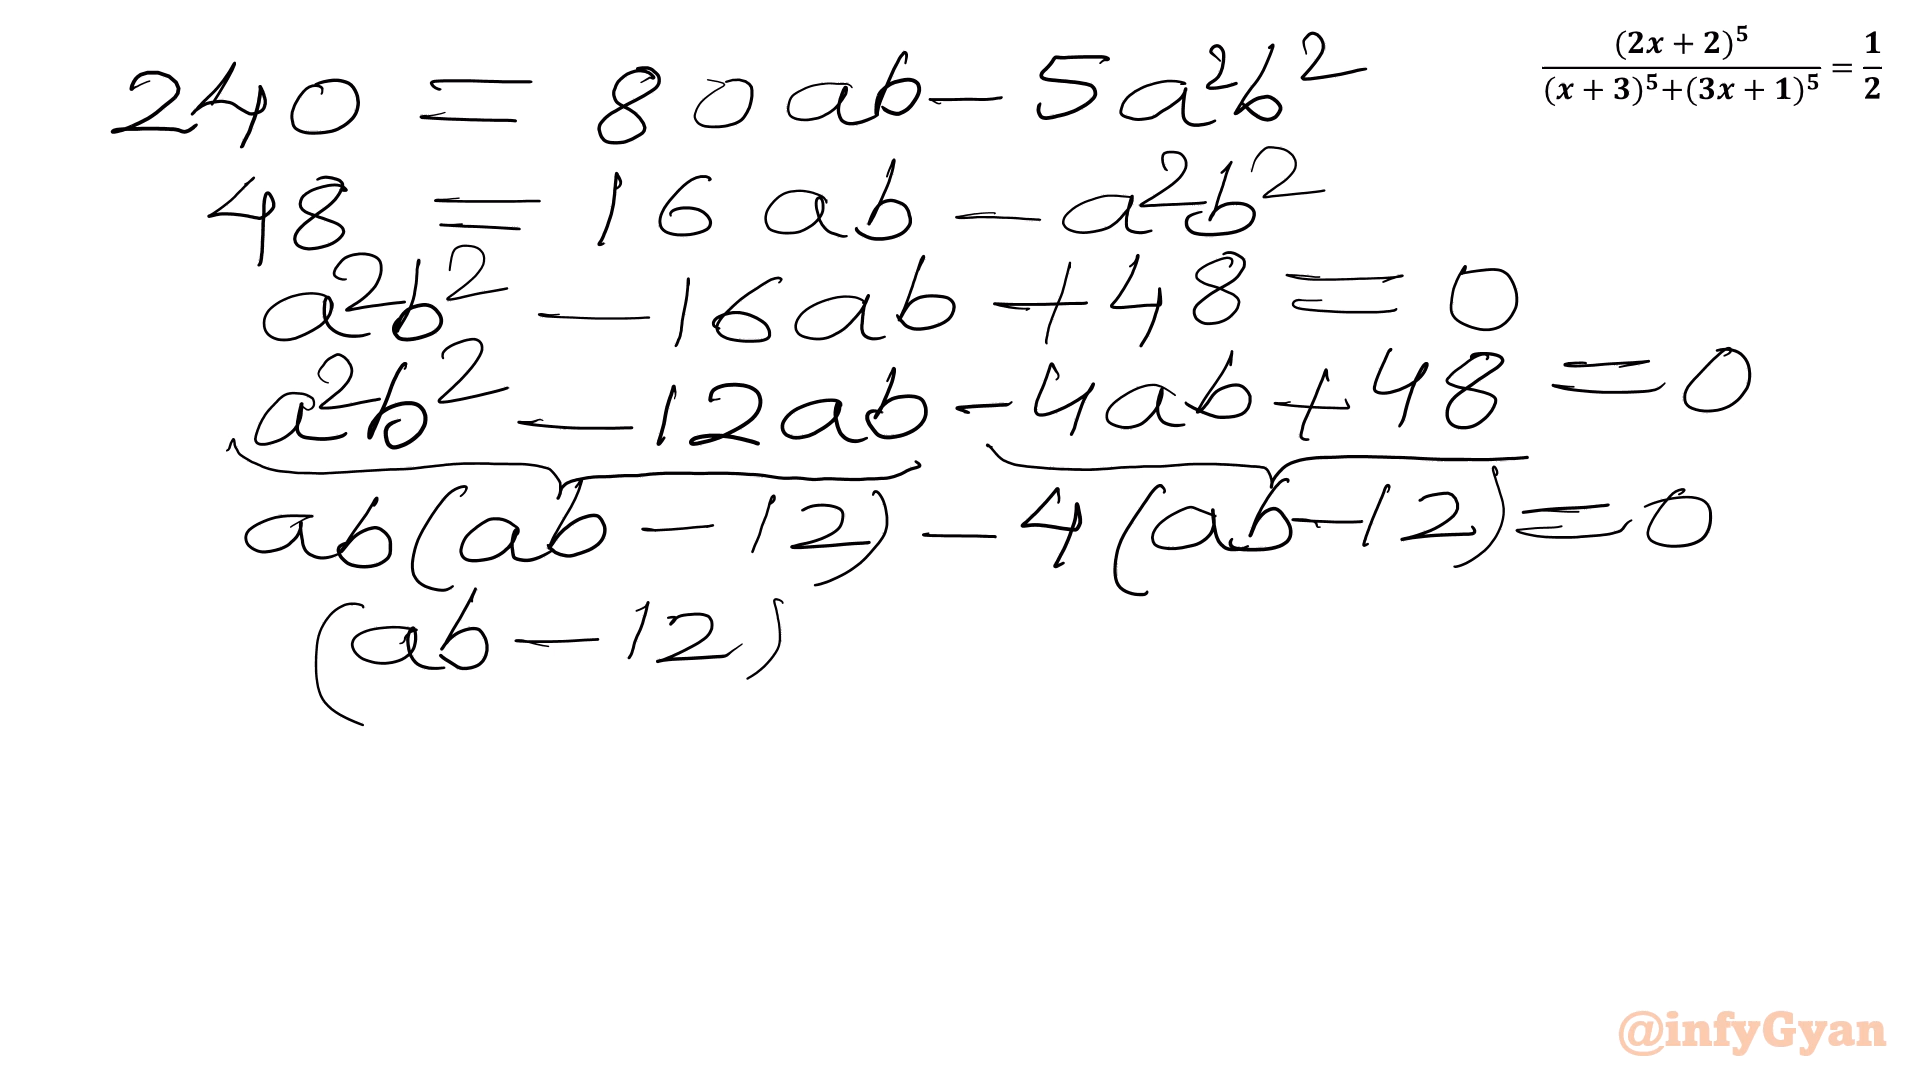 240 = 80ab - 5a²b²
(2x + 2)⁵ / (x + 3)⁵+(3x + 1)⁵ = 1/2
48 = 16ab - a²b²
a²b² - 16ab + 48 = 0
a²b² - 12ab - 4ab + 48 = 0
ab(ab - 12) - 4(ab - 12) = 0
(ab - 12)
@infyGyan